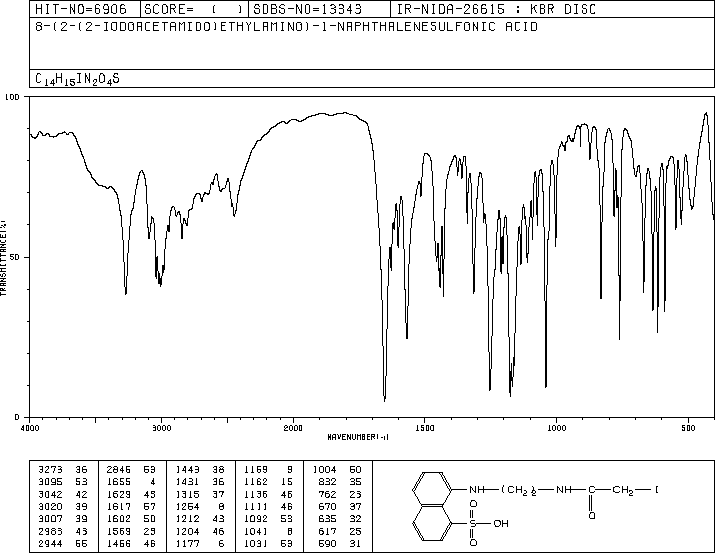 HIT-NO=6906 SCORE= ( ) SDBS-NO=13343 IR-NIDA-26615 : KBR DISC
8-(2-(2-IODOACETAMIDO)ETHYLAMINO)-1-NAPHTHALENESULFONIC ACID
C14H15IN2O4S
100
TRANSMITTANCE(%)
50
0
4000 3000 2000 1500 1000 500
WAVENUMBER(-1)
3273 36 2846 59 1443 38 1169 9 1004 50
3095 53 1655 4 1431 36 1162 15 832 35
3042 42 1629 45 1315 37 1136 46 762 23
3020 39 1617 57 1254 8 1111 46 670 37
3007 39 1602 50 1212 43 1092 53 635 32
2983 43 1569 23 1204 46 1041 8 617 25
2944 55 1456 46 1177 6 1031 59 590 31
NH (CH2)2 NH C CH2 I
O
O
S OH
O